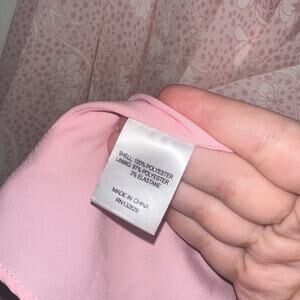 SHELL: 100% POLYESTER
LINING: 97% POLYESTER
3% ELASTANE
MADE IN CHINA